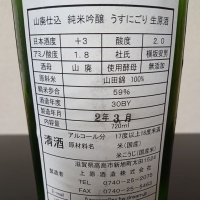 山廃仕込 純米吟醸 うすにごり 生原酒
日本酒度 +3 酸度 2.0
アミノ酸度 1.8 杜氏 横坂安男
酒母 山廃 使用酵母 無添加
原料米 山田錦 100%
精米歩合 59%
醸造年度 30BY
2年3月
720ml
清酒
アルコール分 17度以上18度未満
原材料名 米(国産)
米こうじ(国産米)
滋賀県高島市新旭町太田1524
上原酒造株式会社
TEL 0740-25-2075
FAX 0740-25-5463